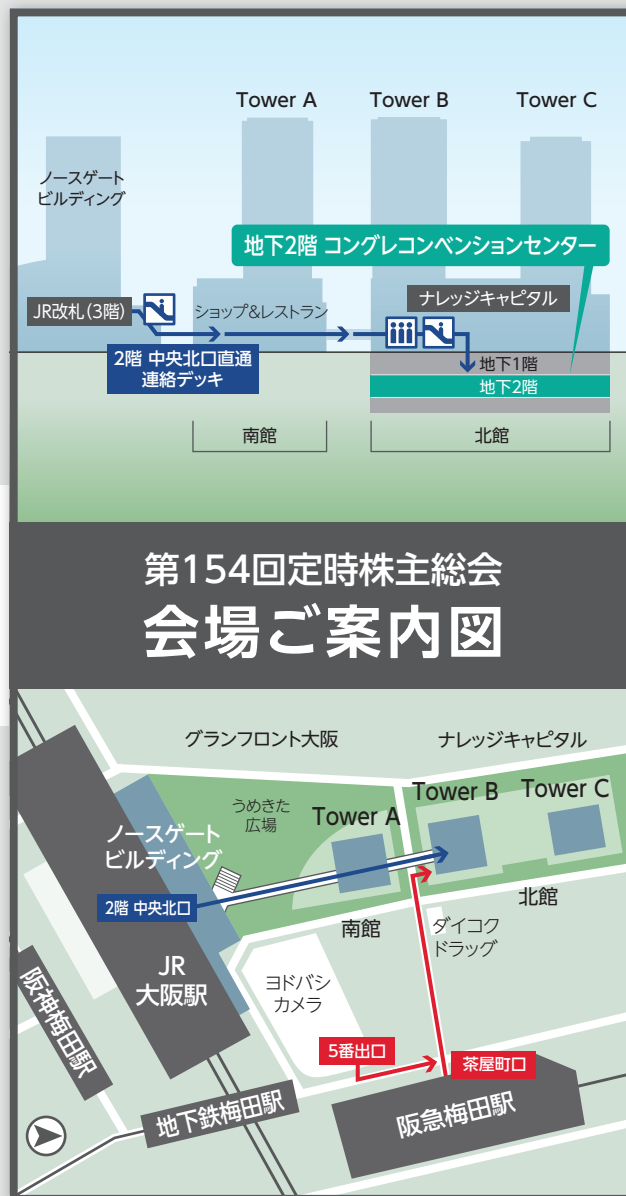 Tower A
Tower B
Tower C
ノースゲート
ビルディング
地下2階 コングレコンベンションセンター
JR改札(3階)
ショップ&レストラン
ナレッジキャピタル
2階 中央北口直通
連絡デッキ
地下1階
地下2階
南館
北館
第154回定時株主総会
会場ご案内図
グランフロント大阪
ナレッジキャピタル
うめきた
広場
Tower A
Tower B
Tower C
ノースゲート
ビルディング
2階 中央北口
南館
北館
ダイコク
ドラッグ
JR
大阪駅
ヨドバシ
カメラ
阪神梅田駅
5番出口
茶屋町口
地下鉄梅田駅
阪急梅田駅